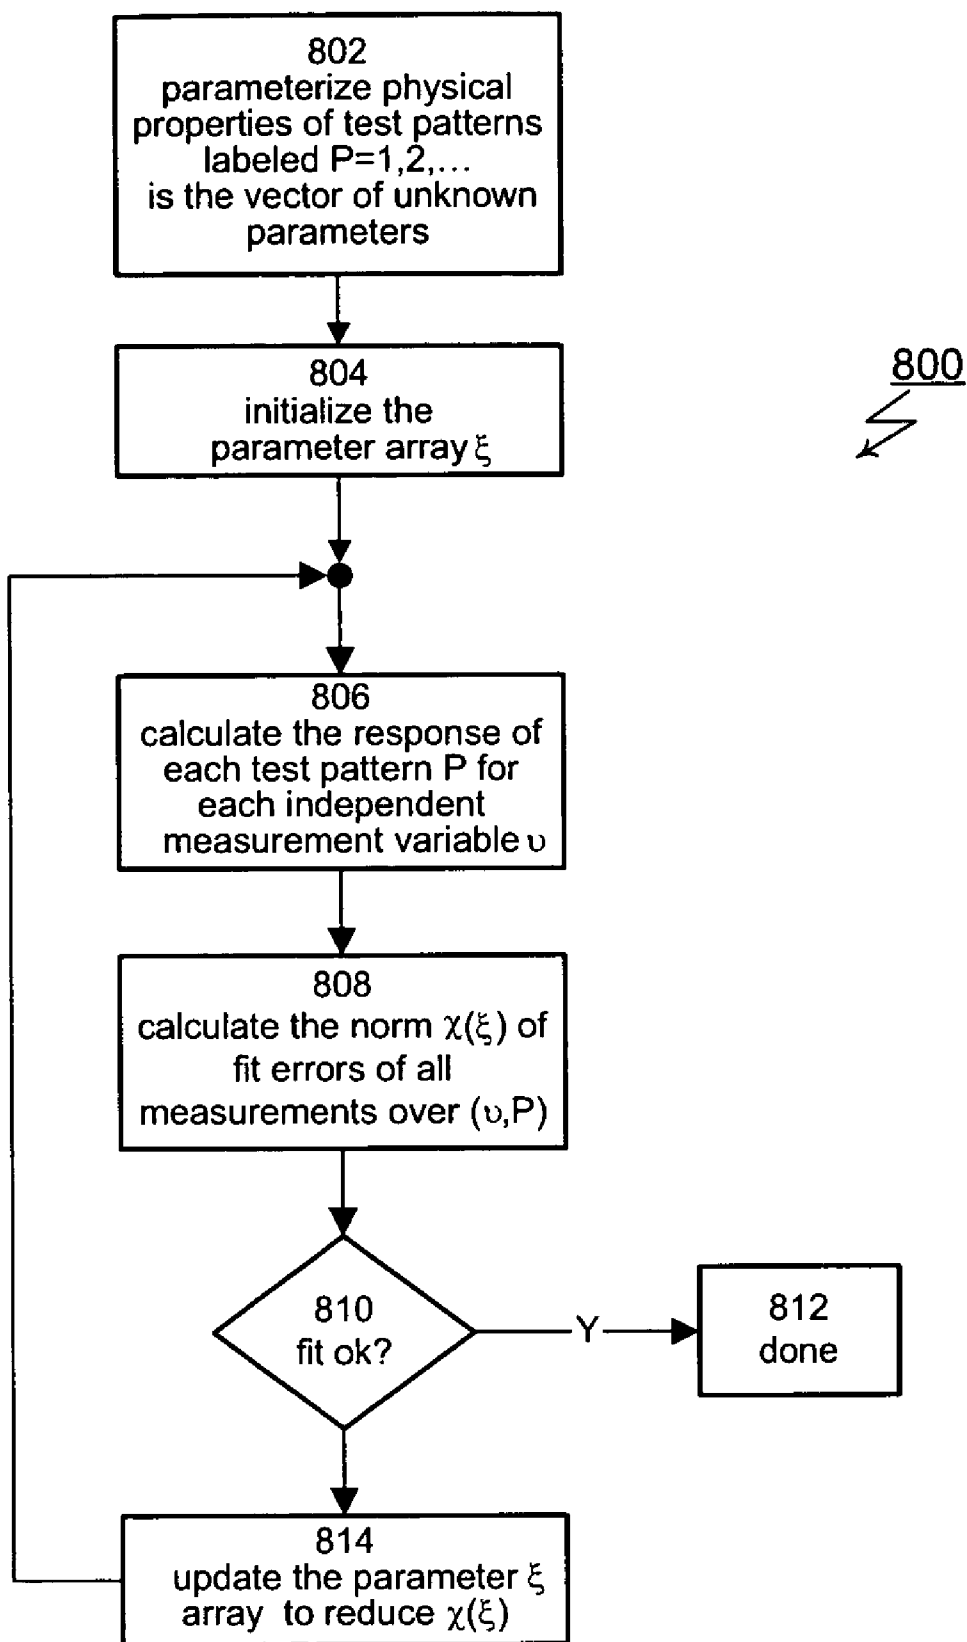 802
parameterize physical
properties of test patterns
labeled P=1,2,...
is the vector of unknown
parameters
804
initialize the
parameter array ξ
800
806
calculate the response of
each test pattern P for
each independent
measurement variable υ
808
calculate the norm χ(ξ) of
fit errors of all
measurements over (υ,P)
810
fit ok?
Y
812
done
814
update the parameter ξ
array to reduce χ(ξ)